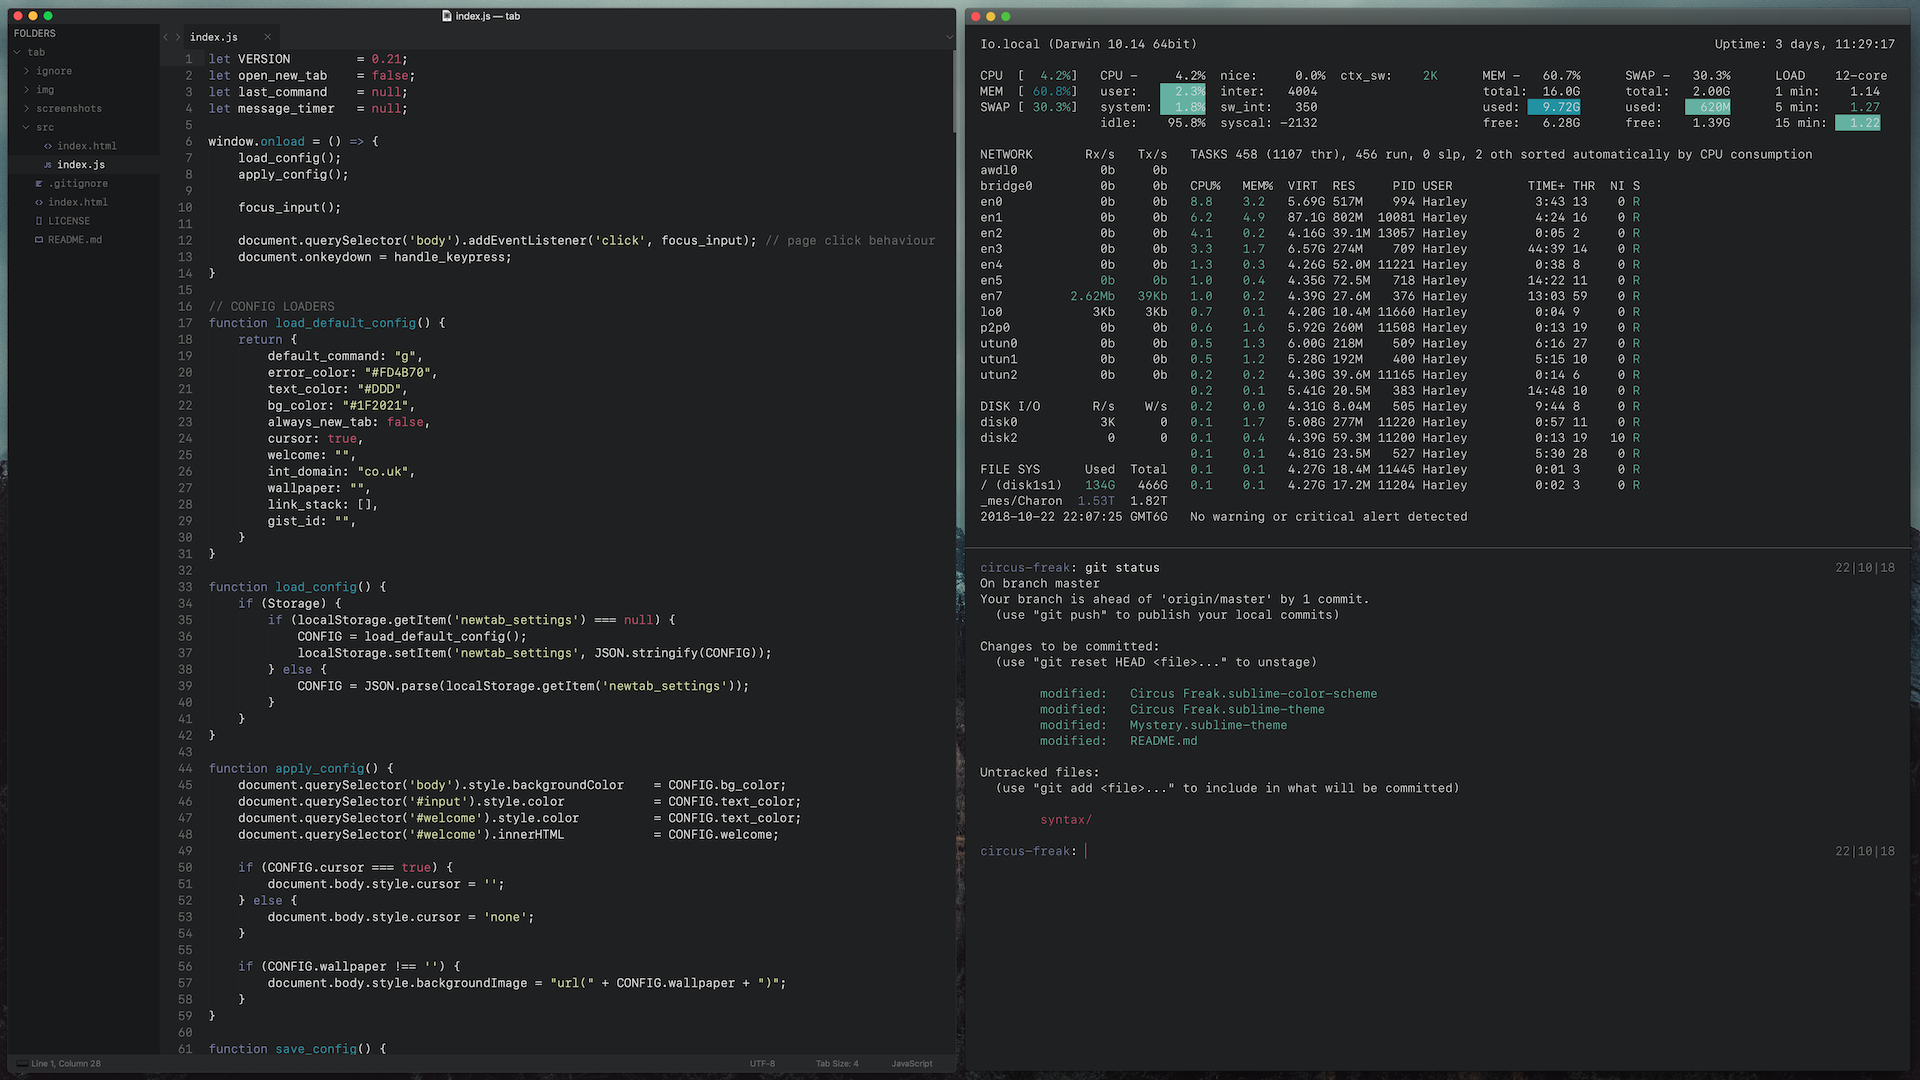 index.js — tab
FOLDERS
tab
ignore
img
screenshots
src
index.html
index.js
.gitignore
index.html
LICENSE
README.md
index.js
1 let VERSION         = 0.21;
2 let open_new_tab    = false;
3 let last_command    = null;
4 let message_timer   = null;
5
6 window.onload = () => {
7     load_config();
8     apply_config();
9
10     focus_input();
11
12     document.querySelector('body').addEventListener('click', focus_input); // page click behaviour
13     document.onkeydown = handle_keypress;
14 }
15
16 // CONFIG LOADERS
17 function load_default_config() {
18     return {
19         default_command: "g",
20         error_color: "#FD4B70",
21         text_color: "#DDD",
22         bg_color: "#1F2021",
23         always_new_tab: false,
24         cursor: true,
25         welcome: "",
26         int_domain: "co.uk",
27         wallpaper: "",
28         link_stack: [],
29         gist_id: "",
30     }
31 }
32
33 function load_config() {
34     if (Storage) {
35         if (localStorage.getItem('newtab_settings') === null) {
36             CONFIG = load_default_config();
37             localStorage.setItem('newtab_settings', JSON.stringify(CONFIG));
38         } else {
39             CONFIG = JSON.parse(localStorage.getItem('newtab_settings'));
40         }
41     }
42 }
43
44 function apply_config() {
45     document.querySelector('body').style.backgroundColor    = CONFIG.bg_color;
46     document.querySelector('#input').style.color            = CONFIG.text_color;
47     document.querySelector('#welcome').style.color          = CONFIG.text_color;
48     document.querySelector('#welcome').innerHTML            = CONFIG.welcome;
49
50     if (CONFIG.cursor === true) {
51         document.body.style.cursor = '';
52     } else {
53         document.body.style.cursor = 'none';
54     }
55
56     if (CONFIG.wallpaper !== '') {
57         document.body.style.backgroundImage = "url(" + CONFIG.wallpaper + ")";
58     }
59 }
60
61 function save_config() {
Line 1, Column 28 UTF-8 Tab Size: 4 JavaScript
Io.local (Darwin 10.14 64bit) Uptime: 3 days, 11:29:17
CPU [ 4.2%] CPU – 4.2% nice: 0.0% ctx_sw: 2K MEM – 60.7% SWAP – 30.3% LOAD 12-core
MEM [ 60.8%] user: 2.3% inter: 4004 total: 16.0G total: 2.00G 1 min: 1.14
SWAP [ 30.3%] system: 1.8% sw_int: 350 used: 9.72G used: 620M 5 min: 1.27
idle: 95.8% syscal: –2132 free: 6.28G free: 1.39G 15 min: 1.22
NETWORK Rx/s Tx/s TASKS 458 (1107 thr), 456 run, 0 slp, 2 oth sorted automatically by CPU consumption
awdl0 0b 0b
bridge0 0b 0b CPU% MEM% VIRT RES PID USER TIME+ THR NI S
en0 0b 0b 8.8 3.2 5.69G 517M 994 Harley 3:43 13 0 R
en1 0b 0b 6.2 4.9 87.1G 802M 10081 Harley 4:24 16 0 R
en2 0b 0b 4.1 0.2 4.16G 39.1M 13057 Harley 0:05 2 0 R
en3 0b 0b 3.3 1.7 6.57G 274M 709 Harley 44:39 14 0 R
en4 0b 0b 1.3 0.3 4.26G 52.0M 11221 Harley 0:38 8 0 R
en5 0b 0b 1.0 0.4 4.35G 72.5M 718 Harley 14:22 11 0 R
en7 2.62Mb 39Kb 1.0 0.2 4.39G 27.6M 376 Harley 13:03 59 0 R
lo0 3Kb 3Kb 0.7 0.1 4.20G 10.4M 11660 Harley 0:04 9 0 R
p2p0 0b 0b 0.6 1.6 5.92G 260M 11508 Harley 0:13 19 0 R
utun0 0b 0b 0.5 1.3 6.00G 218M 509 Harley 6:16 27 0 R
utun1 0b 0b 0.5 1.2 5.28G 192M 400 Harley 5:15 10 0 R
utun2 0b 0b 0.2 0.2 4.30G 39.6M 11165 Harley 0:14 6 0 R
0.2 0.1 5.41G 20.5M 383 Harley 14:48 10 0 R
DISK I/O R/s W/s 0.2 0.0 4.31G 8.04M 505 Harley 9:44 8 0 R
disk0 3K 0 0.1 1.7 5.08G 277M 11220 Harley 0:57 11 0 R
disk2 0 0 0.1 0.4 4.39G 59.3M 11200 Harley 0:13 19 10 R
0.1 0.1 4.81G 23.5M 527 Harley 5:30 28 0 R
FILE SYS Used Total 0.1 0.1 4.27G 18.4M 11445 Harley 0:01 3 0 R
/ (disk1s1) 134G 466G 0.1 0.1 4.27G 17.2M 11204 Harley 0:02 3 0 R
_mes/Charon 1.53T 1.82T
2018–10–22 22:07:25 GMT6G No warning or critical alert detected
circus-freak: git status 22|10|18
On branch master
Your branch is ahead of 'origin/master' by 1 commit.
(use "git push" to publish your local commits)
Changes to be committed:
(use "git reset HEAD <file>..." to unstage)
modified: Circus Freak.sublime-color-scheme
modified: Circus Freak.sublime-theme
modified: Mystery.sublime-theme
modified: README.md
Untracked files:
(use "git add <file>..." to include in what will be committed)
syntax/
circus-freak: 22|10|18